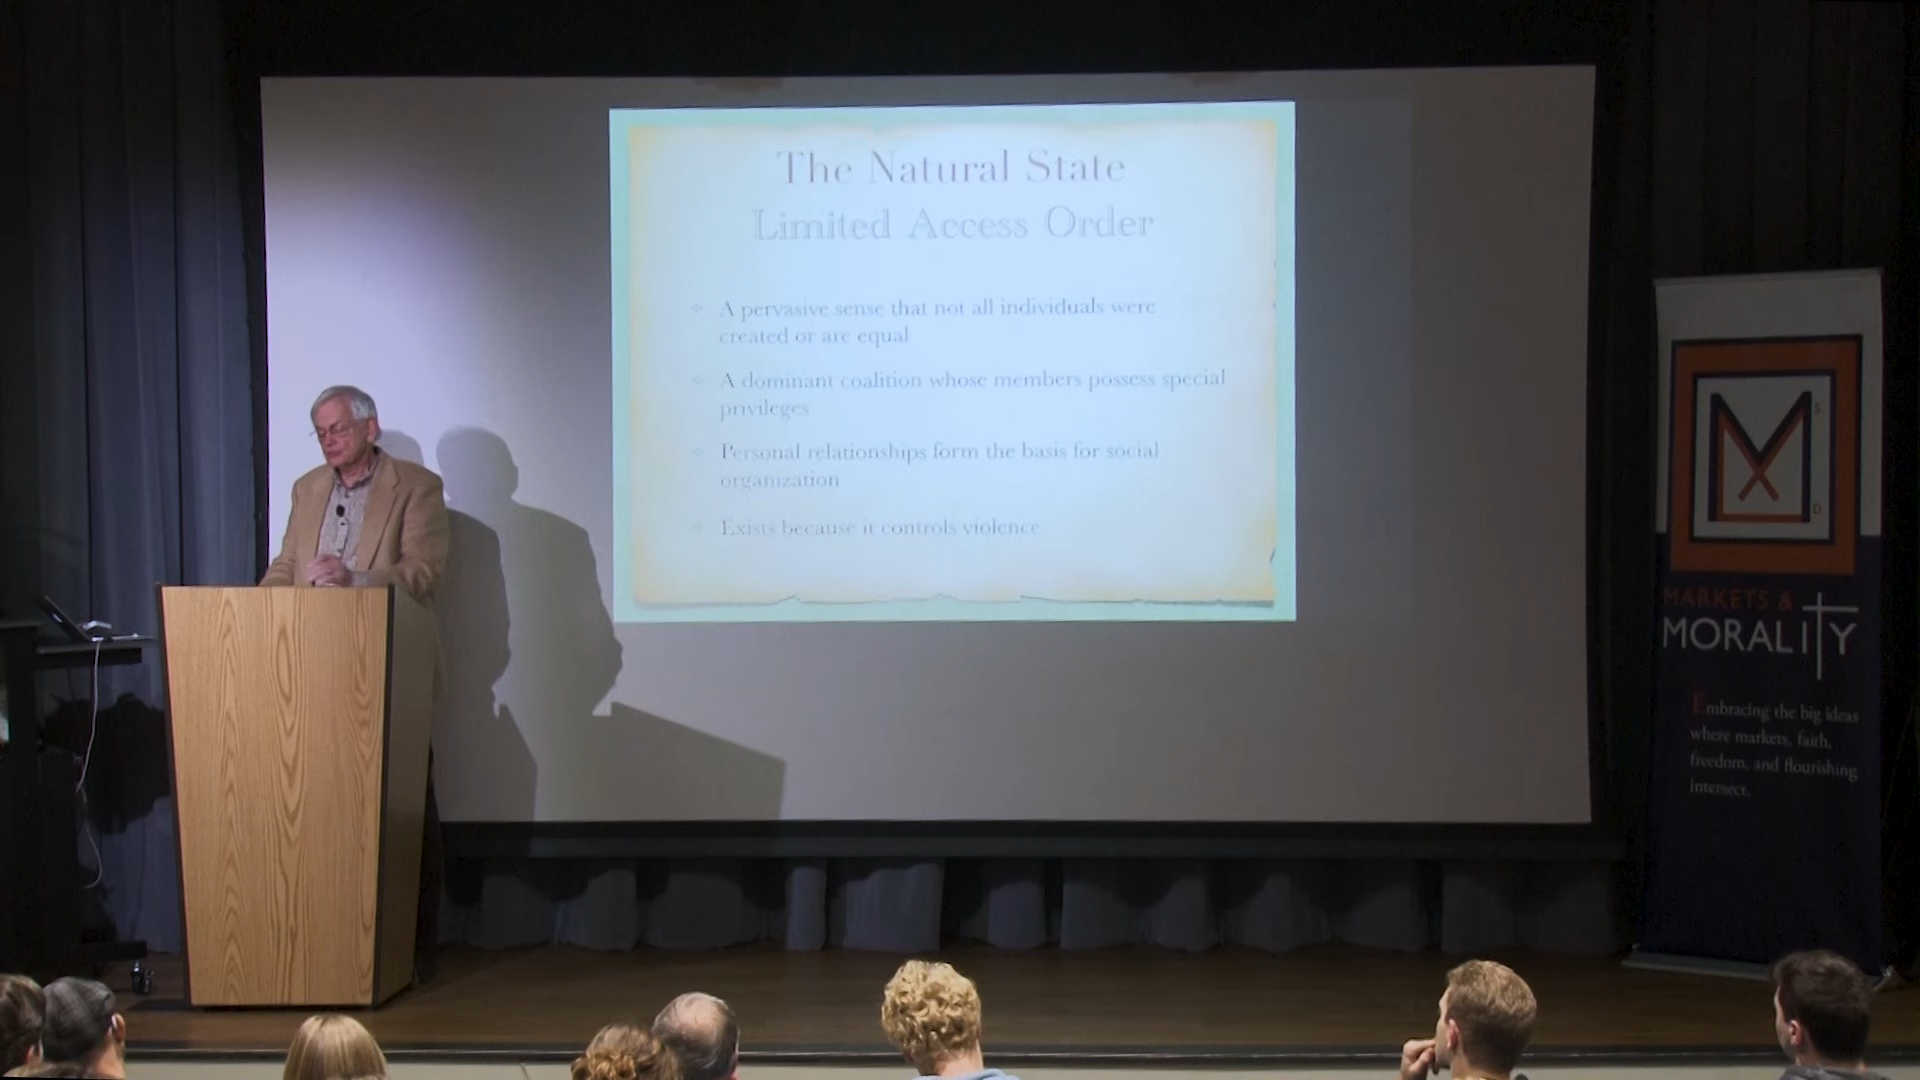 The Natural State
Limited Access Order
A pervasive sense that not all individuals were
created or are equal
A dominant coalition whose members possess special
privileges
Personal relationships form the basis for social
organization
Exists because it controls violence
M
X
S
D
MARKETS &
MORALITY
Embracing the big ideas
where markets, faith,
freedom, and flourishing
intersect.